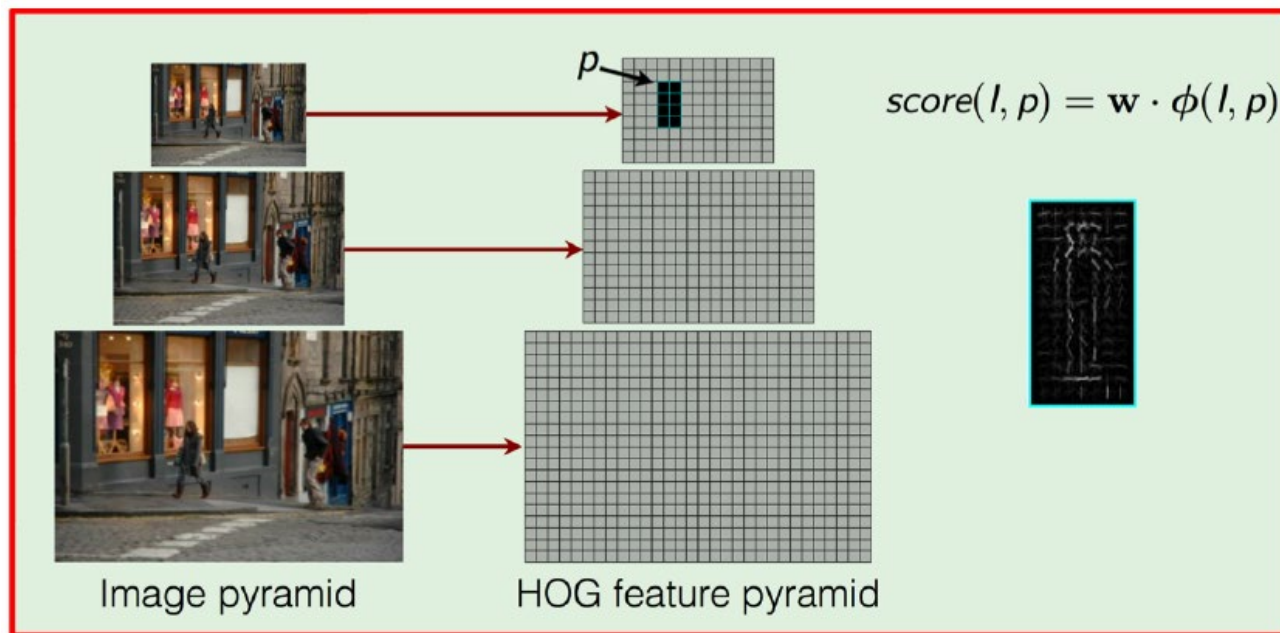 p
score(I, p) = w · ϕ(I, p)
Image pyramid
HOG feature pyramid